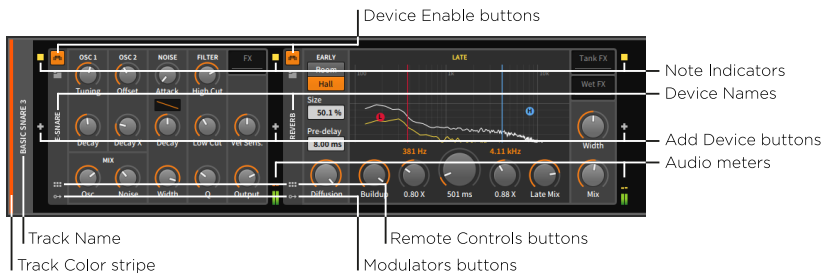 Device Enable buttons
OSC 1
OSC 2
NOISE
FILTER
FX
EARLY
LATE
Tank FX
Room
Hall
100
1k
10k
Wet FX
Note Indicators
Tuning
Offset
Attack
High Cut
Device Names
Size
50.1 %
H
L
BASIC SNARE 3
E-SNARE
REVERB
Pre-delay
8.00 ms
Add Device buttons
Decay
Decay X
Decay
Low Cut
Vel Sens.
381 Hz
4.11 kHz
Width
Audio meters
MIX
Osc
Noise
Width
Q
Output
Diffusion
Buildup
0.80 X
501 ms
0.88 X
Late Mix
Mix
Track Name
Remote Controls buttons
Track Color stripe
Modulators buttons